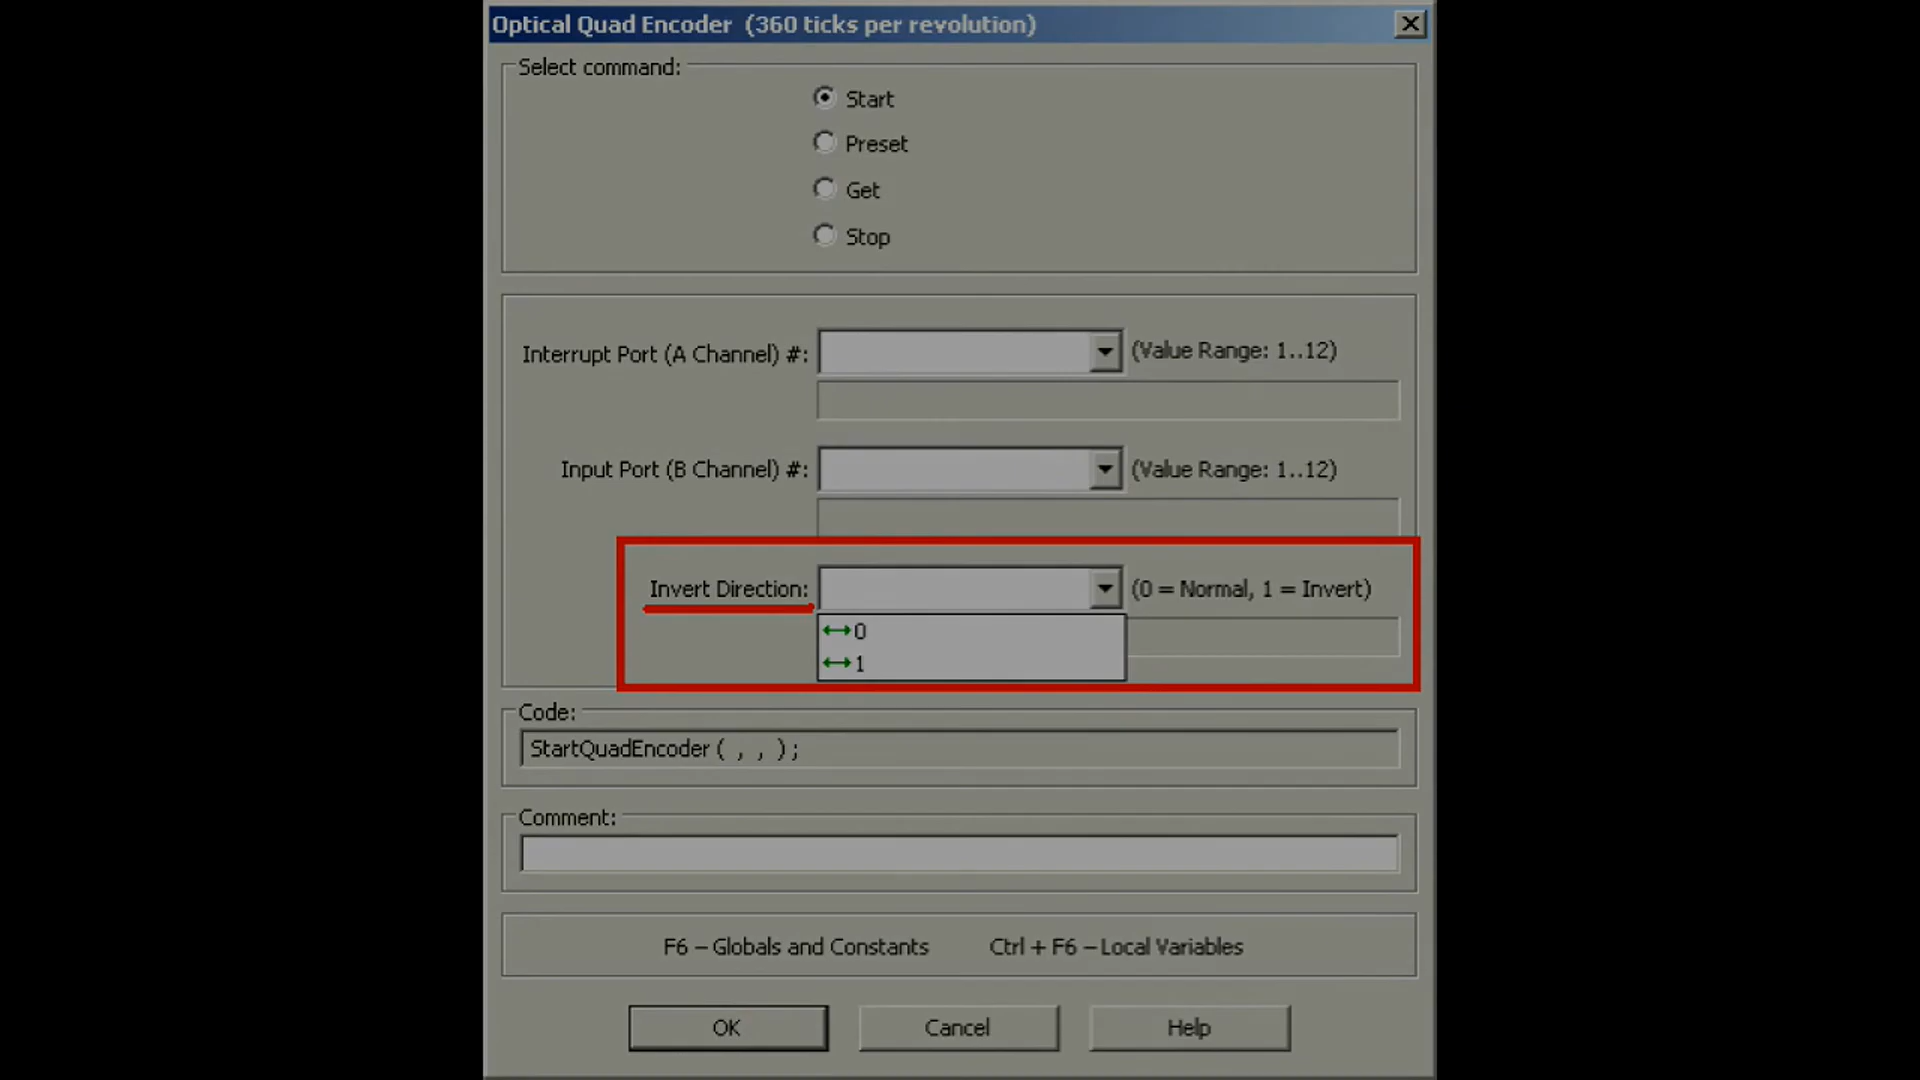 Optical Quad Encoder (360 ticks per revolution)
Select command:
Start
Preset
Get
Stop
Interrupt Port (A Channel) #: (Value Range: 1..12)
Input Port (B Channel) #: (Value Range: 1..12)
Invert Direction: (0 = Normal, 1 = Invert)
0
1
Code:
StartQuadEncoder ( , , ) ;
Comment:
F6 – Globals and Constants Ctrl + F6 – Local Variables
OK Cancel Help